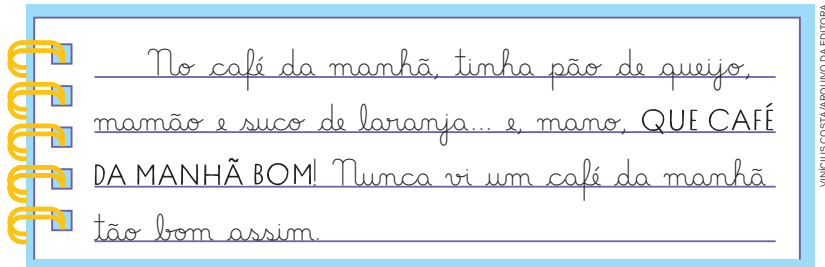 No café da manhã, tinha pão de queijo,
mamão e suco de laranja... e, mano, QUE CAFÉ
DA MANHÃ BOM! Nunca vi um café da manhã
tão bom assim.
VINÍCIUS COSTA/ARQUIVO DA EDITORA